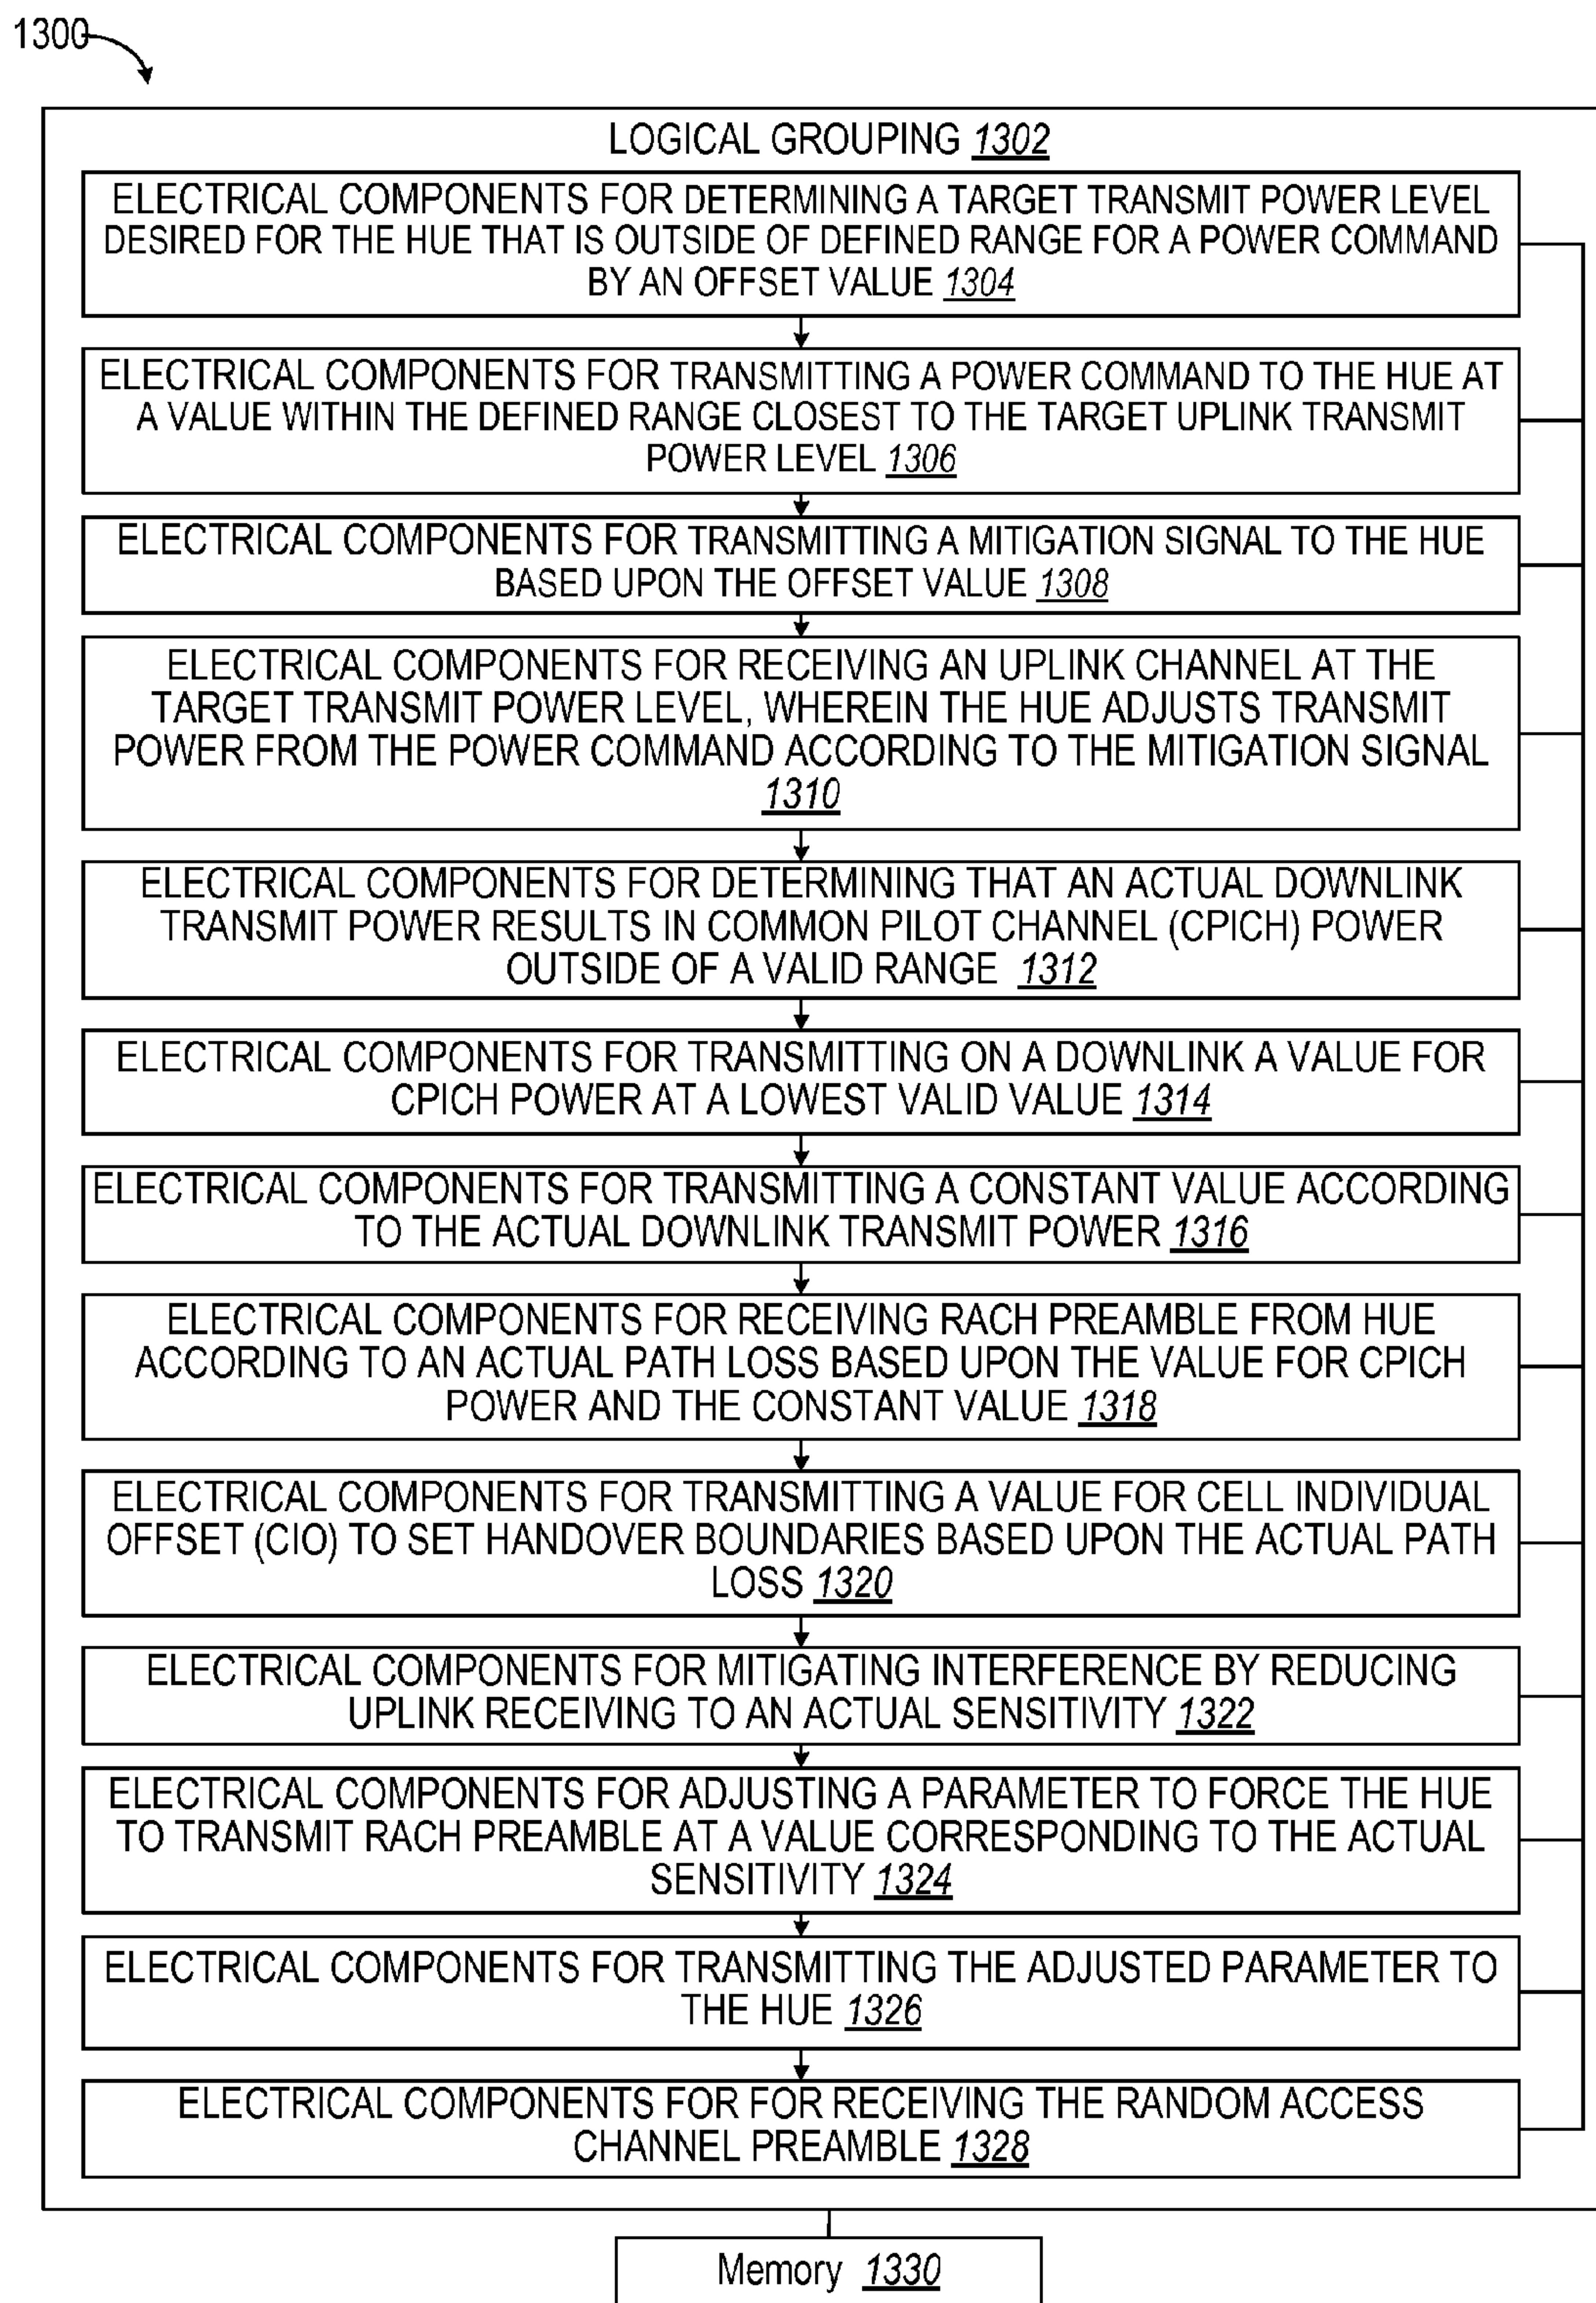 1300
LOGICAL GROUPING 1302
ELECTRICAL COMPONENTS FOR DETERMINING A TARGET TRANSMIT POWER LEVEL
DESIRED FOR THE HUE THAT IS OUTSIDE OF DEFINED RANGE FOR A POWER COMMAND
BY AN OFFSET VALUE 1304
ELECTRICAL COMPONENTS FOR TRANSMITTING A POWER COMMAND TO THE HUE AT
A VALUE WITHIN THE DEFINED RANGE CLOSEST TO THE TARGET UPLINK TRANSMIT
POWER LEVEL 1306
ELECTRICAL COMPONENTS FOR TRANSMITTING A MITIGATION SIGNAL TO THE HUE
BASED UPON THE OFFSET VALUE 1308
ELECTRICAL COMPONENTS FOR RECEIVING AN UPLINK CHANNEL AT THE
TARGET TRANSMIT POWER LEVEL, WHEREIN THE HUE ADJUSTS TRANSMIT
POWER FROM THE POWER COMMAND ACCORDING TO THE MITIGATION SIGNAL
1310
ELECTRICAL COMPONENTS FOR DETERMINING THAT AN ACTUAL DOWNLINK
TRANSMIT POWER RESULTS IN COMMON PILOT CHANNEL (CPICH) POWER
OUTSIDE OF A VALID RANGE 1312
ELECTRICAL COMPONENTS FOR TRANSMITTING ON A DOWNLINK A VALUE FOR
CPICH POWER AT A LOWEST VALID VALUE 1314
ELECTRICAL COMPONENTS FOR TRANSMITTING A CONSTANT VALUE ACCORDING
TO THE ACTUAL DOWNLINK TRANSMIT POWER 1316
ELECTRICAL COMPONENTS FOR RECEIVING RACH PREAMBLE FROM HUE
ACCORDING TO AN ACTUAL PATH LOSS BASED UPON THE VALUE FOR CPICH
POWER AND THE CONSTANT VALUE 1318
ELECTRICAL COMPONENTS FOR TRANSMITTING A VALUE FOR CELL INDIVIDUAL
OFFSET (CIO) TO SET HANDOVER BOUNDARIES BASED UPON THE ACTUAL PATH
LOSS 1320
ELECTRICAL COMPONENTS FOR MITIGATING INTERFERENCE BY REDUCING
UPLINK RECEIVING TO AN ACTUAL SENSITIVITY 1322
ELECTRICAL COMPONENTS FOR ADJUSTING A PARAMETER TO FORCE THE HUE
TO TRANSMIT RACH PREAMBLE AT A VALUE CORRESPONDING TO THE ACTUAL
SENSITIVITY 1324
ELECTRICAL COMPONENTS FOR TRANSMITTING THE ADJUSTED PARAMETER TO
THE HUE 1326
ELECTRICAL COMPONENTS FOR FOR RECEIVING THE RANDOM ACCESS
CHANNEL PREAMBLE 1328
Memory 1330